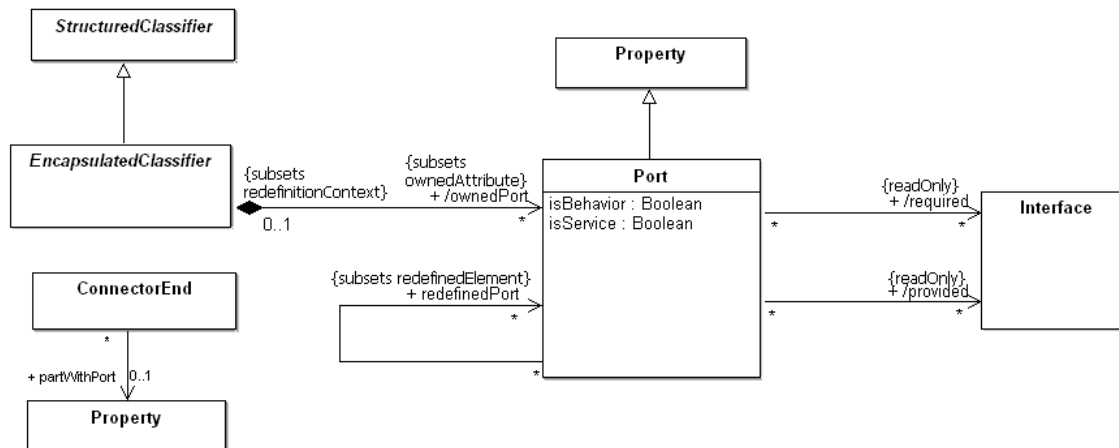 StructuredClassifier
Property
EncapsulatedClassifier
{subsets
redefinitionContext}
0..1
{subsets
ownedAttribute}
+ /ownedPort
*
Port
isBehavior : Boolean
isService : Boolean
{readOnly}
+ /required
*
*
Interface
{readOnly}
+ /provided
*
*
{subsets redefinedElement}
+ redefinedPort
*
*
ConnectorEnd
*
+ partWithPort
0..1
Property